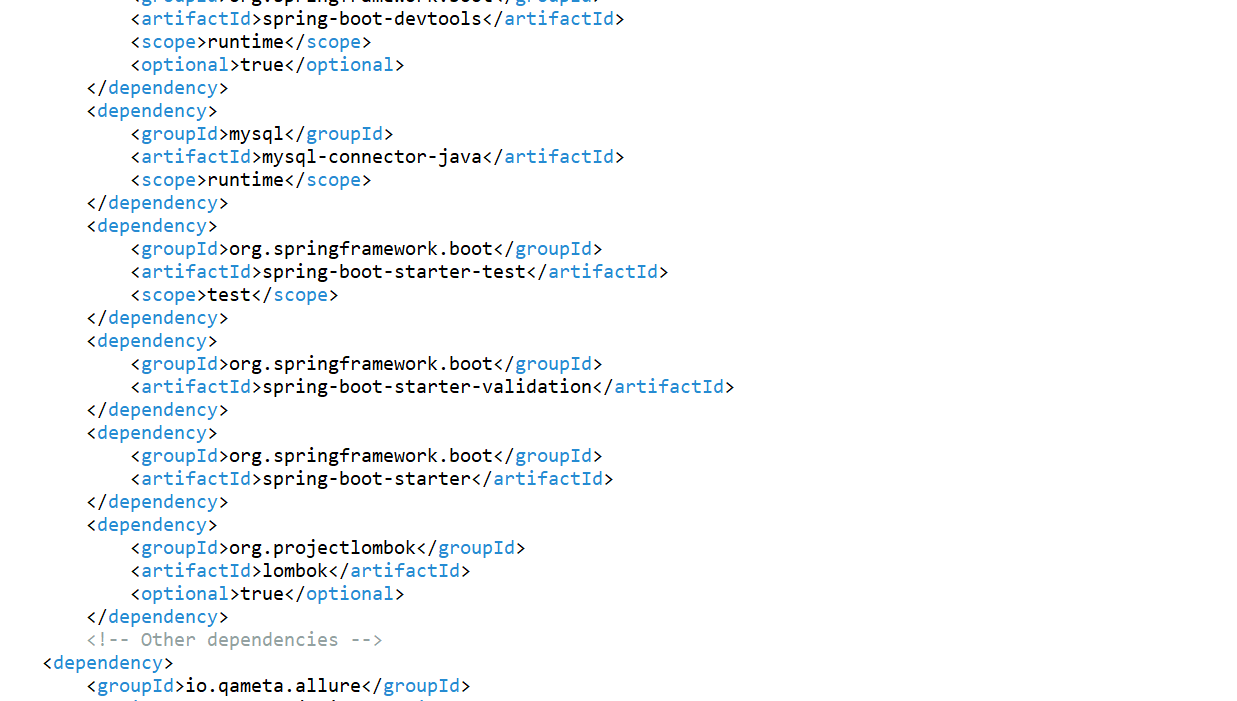 <artifactId>spring-boot-devtools</artifactId>
<scope>runtime</scope>
<optional>true</optional>
</dependency>
<dependency>
<groupId>mysql</groupId>
<artifactId>mysql-connector-java</artifactId>
<scope>runtime</scope>
</dependency>
<dependency>
<groupId>org.springframework.boot</groupId>
<artifactId>spring-boot-starter-test</artifactId>
<scope>test</scope>
</dependency>
<dependency>
<groupId>org.springframework.boot</groupId>
<artifactId>spring-boot-starter-validation</artifactId>
</dependency>
<dependency>
<groupId>org.springframework.boot</groupId>
<artifactId>spring-boot-starter</artifactId>
</dependency>
<dependency>
<groupId>org.projectlombok</groupId>
<artifactId>lombok</artifactId>
<optional>true</optional>
</dependency>
<!-- Other dependencies -->
<dependency>
<groupId>io.qameta.allure</groupId>